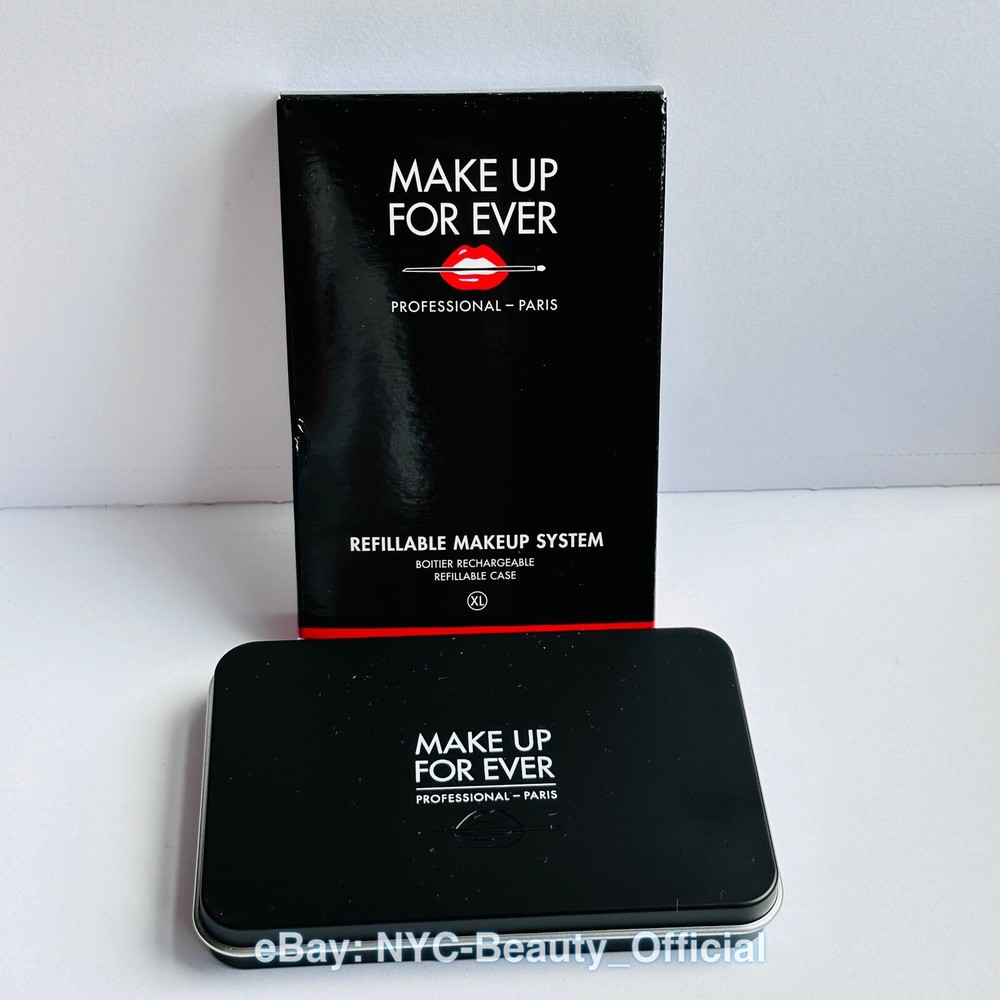 MAKE UP
FOR EVER
PROFESSIONAL – PARIS
REFILLABLE MAKEUP SYSTEM
BOITIER RECHARGEABLE
REFILLABLE CASE
XL
MAKE UP
FOR EVER
PROFESSIONAL – PARIS
eBay: NYC-Beauty_Official